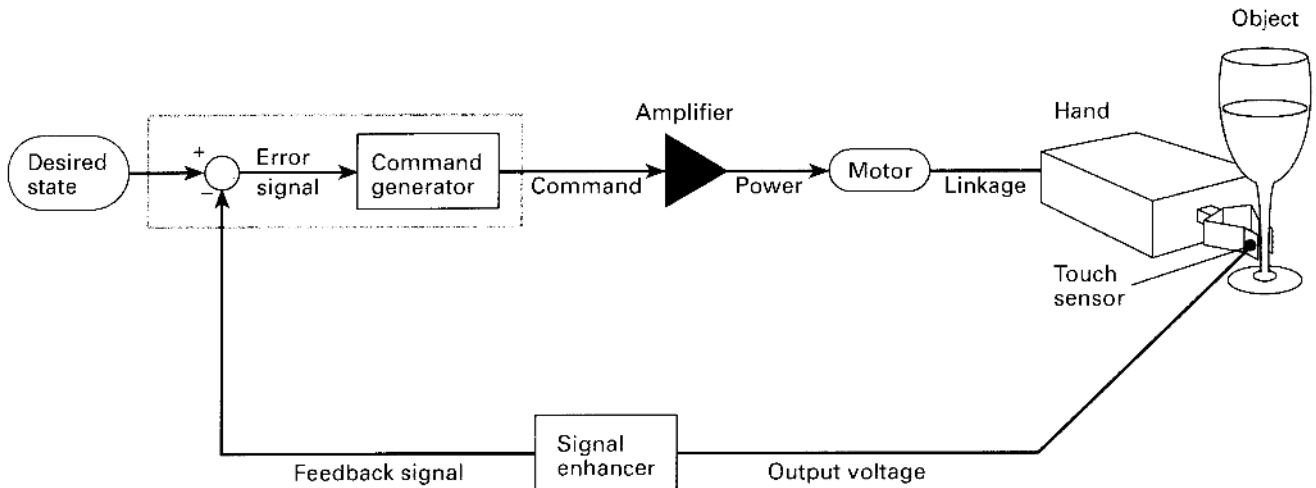 Object
Amplifier
Hand
Desired
state
+
−
Error
signal
Command
generator
Command
Power
Motor
Linkage
Touch
sensor
Signal
enhancer
Feedback signal
Output voltage